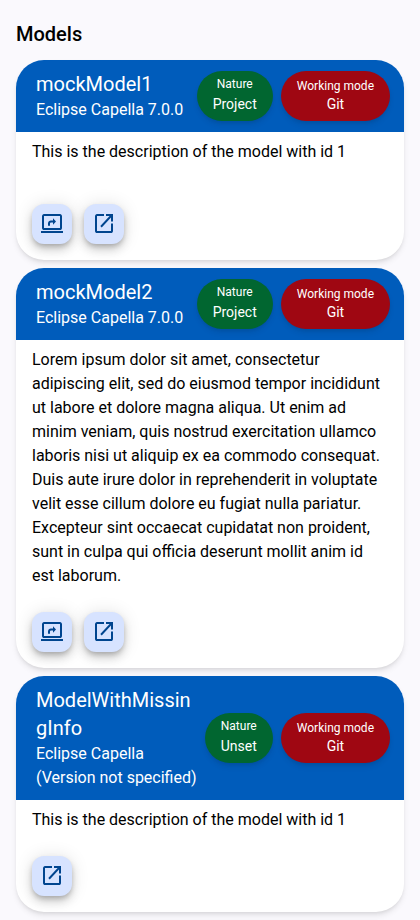 Models
mockModel1
Eclipse Capella 7.0.0
Nature
Project
Working mode
Git
This is the description of the model with id 1
mockModel2
Eclipse Capella 7.0.0
Nature
Project
Working mode
Git
Lorem ipsum dolor sit amet, consectetur
adipiscing elit, sed do eiusmod tempor incididunt
ut labore et dolore magna aliqua. Ut enim ad
minim veniam, quis nostrud exercitation ullamco
laboris nisi ut aliquip ex ea commodo consequat.
Duis aute irure dolor in reprehenderit in voluptate
velit esse cillum dolore eu fugiat nulla pariatur.
Excepteur sint occaecat cupidatat non proident,
sunt in culpa qui officia deserunt mollit anim id
est laborum.
ModelWithMissin
gInfo
Eclipse Capella
(Version not specified)
Nature
Unset
Working mode
Git
This is the description of the model with id 1